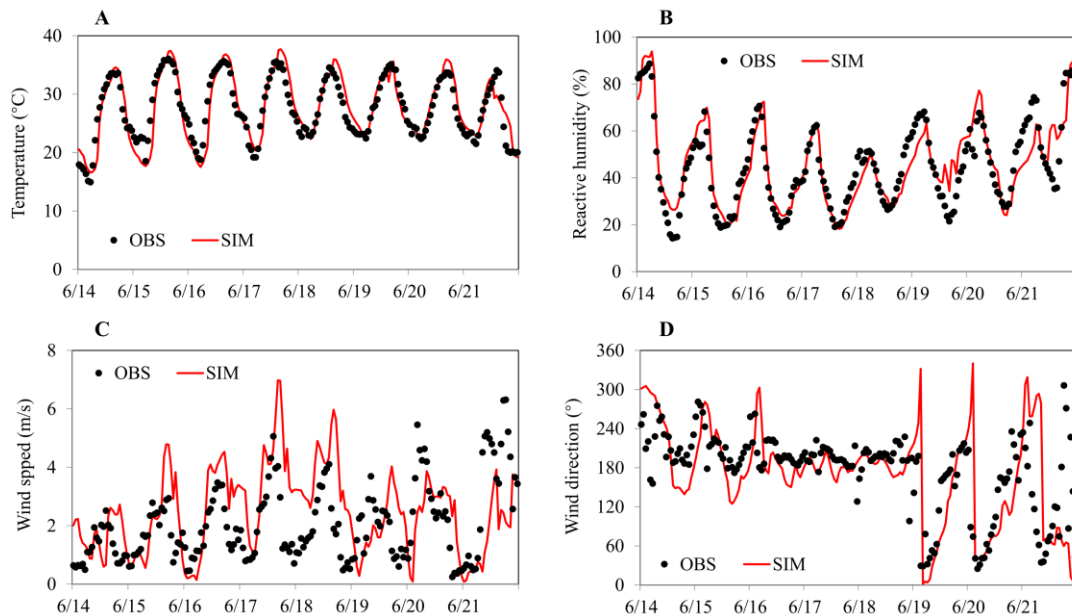 A
Temperature (°C)
40
30
20
10
0
OBS SIM
6/14 6/15 6/16 6/17 6/18 6/19 6/20 6/21
B
Reactive humidity (%)
100
80
60
40
20
0
OBS SIM
6/14 6/15 6/16 6/17 6/18 6/19 6/20 6/21
C
Wind spped (m/s)
8
6
4
2
0
OBS SIM
6/14 6/15 6/16 6/17 6/18 6/19 6/20 6/21
D
Wind direction (°)
360
300
240
180
120
60
0
OBS SIM
6/14 6/15 6/16 6/17 6/18 6/19 6/20 6/21